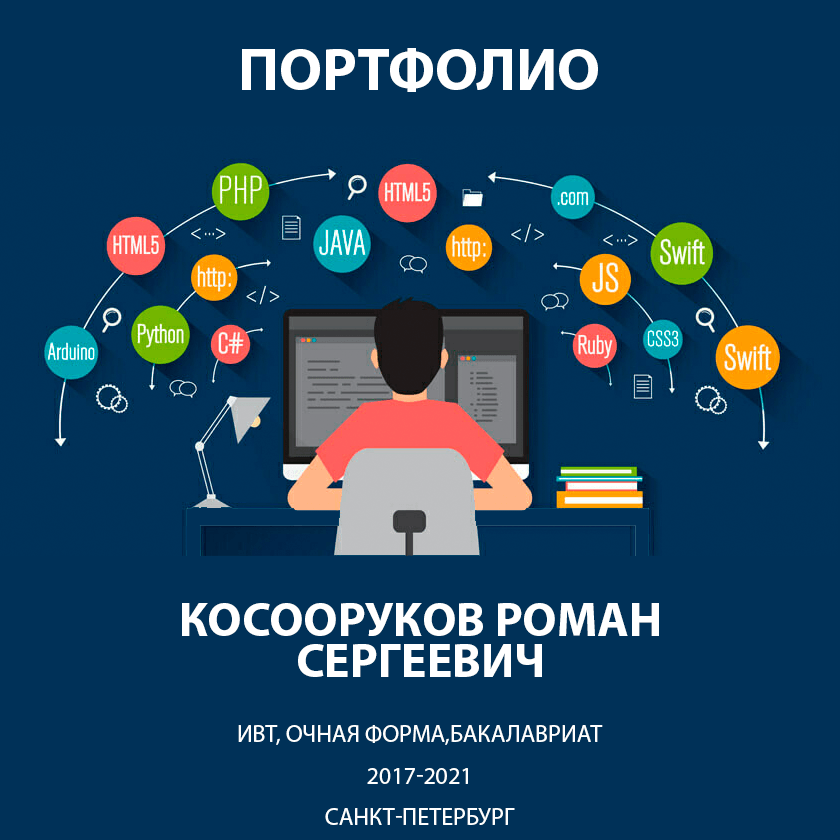 ПОРТФОЛИО
PHP
HTML5
.com
HTML5
JAVA
http:
Swift
http:
JS
Arduino
Python
C#
Ruby
CSS3
Swift
<···>
</>
<···>
</>
КОСООРУКОВ РОМАН
СЕРГЕЕВИЧ
ИВТ, ОЧНАЯ ФОРМА,БАКАЛАВРИАТ
2017-2021
САНКТ-ПЕТЕРБУРГ